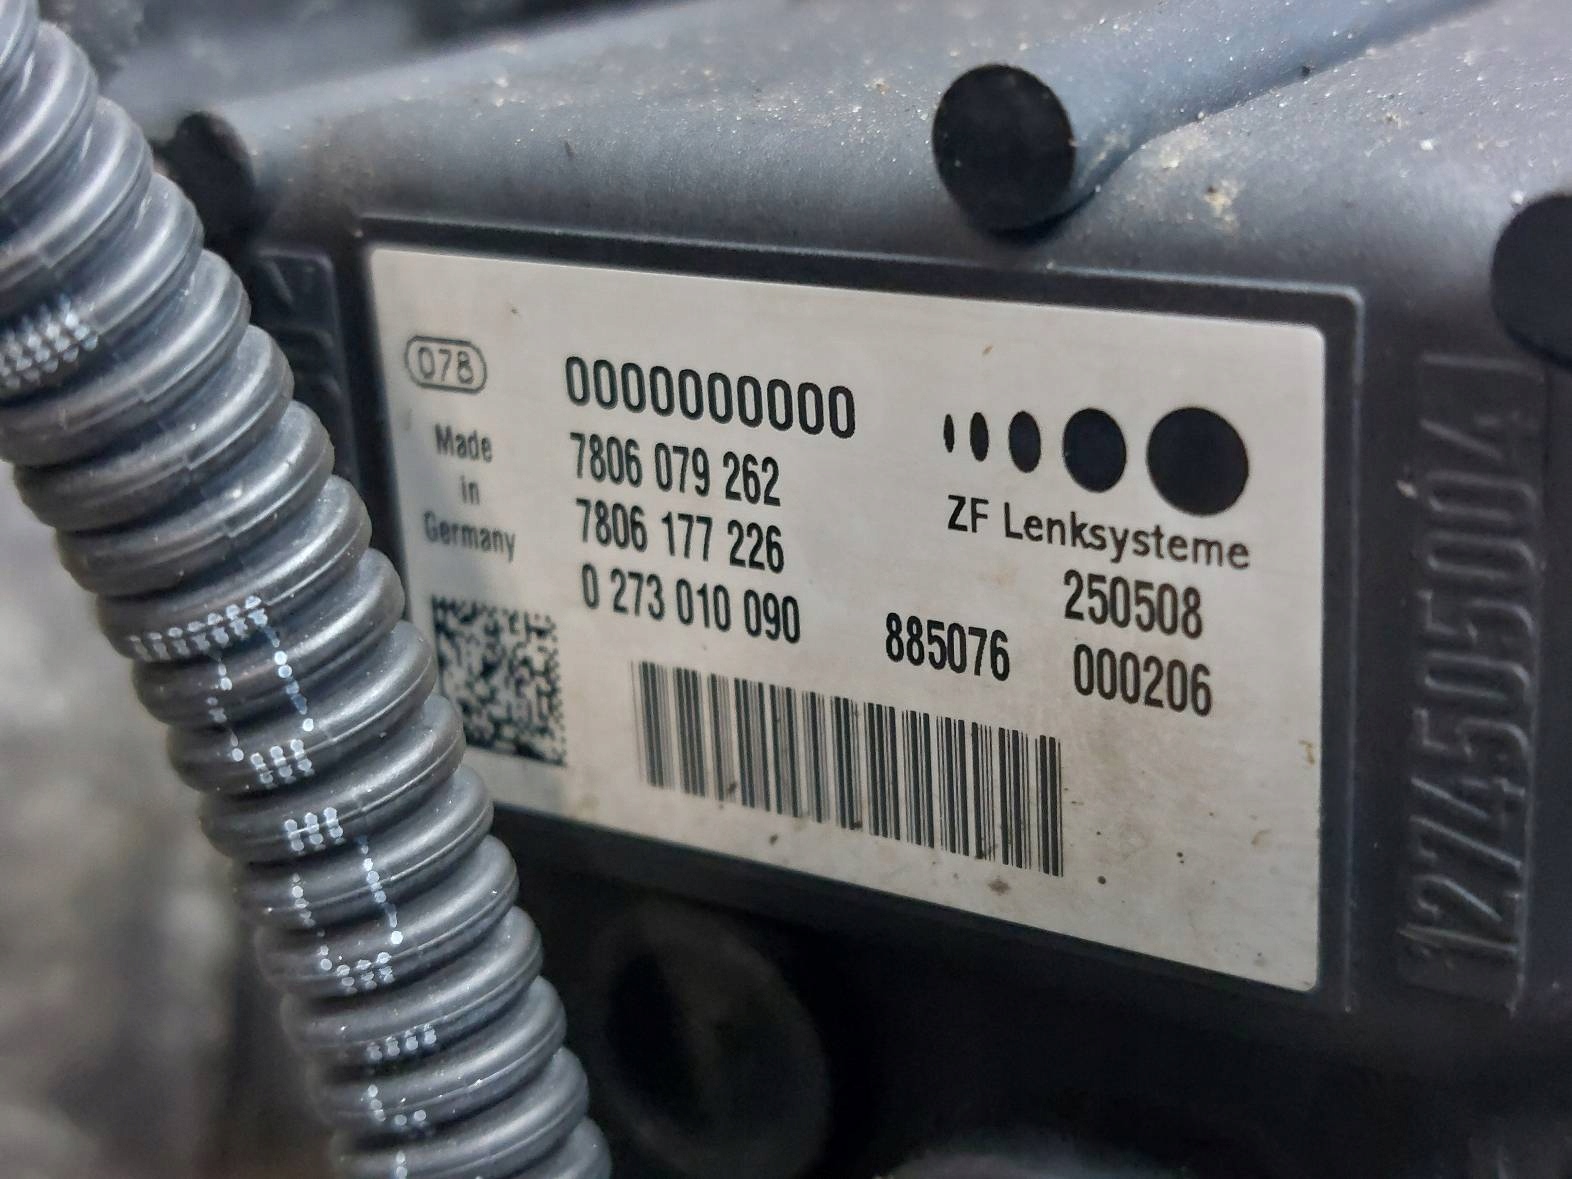 078
Made
in
Germany
0000000000
7806 079 262
7806 177 226
0 273 010 090
885076
ZF Lenksysteme
250508
000206
1274505004